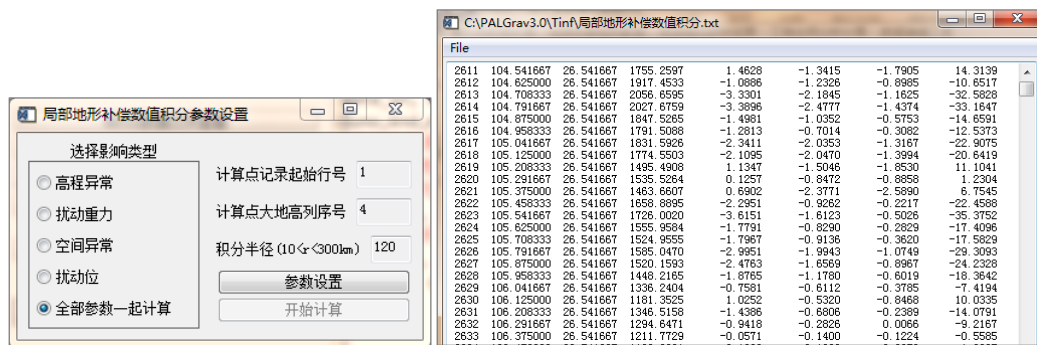 局部地形补偿数值积分参数设置
选择影响类型
高程异常
扰动重力
空间异常
扰动位
全部参数一起计算
计算点记录起始行号 1
计算点大地高列序号 4
积分半径(10<r<300km) 120
参数设置
开始计算
C:\PALGrav3.0\Tinf\局部地形补偿数值积分.txt
File
2611 104.541667 26.541667 1755.2597 1.4628 -1.3415 -1.7905 14.3139
2612 104.625000 26.541667 1917.4533 -1.0886 -1.2326 -0.8985 -10.6517
2613 104.708333 26.541667 2056.6595 -3.3301 -2.1845 -1.1625 -32.5828
2614 104.791667 26.541667 2027.6759 -3.3896 -2.4777 -1.4374 -33.1647
2615 104.875000 26.541667 1847.5265 -1.4981 -1.0352 -0.5753 -14.6591
2616 104.958333 26.541667 1791.5088 -1.2813 -0.7014 -0.3082 -12.5373
2617 105.041667 26.541667 1831.5926 -2.3411 -2.0353 -1.3167 -22.9075
2618 105.125000 26.541667 1774.5503 -2.1095 -2.0470 -1.3994 -20.6419
2619 105.208333 26.541667 1495.4908 1.1347 -1.5046 -1.8530 11.1041
2620 105.291667 26.541667 1535.5264 0.1257 -0.8472 -0.8858 1.2304
2621 105.375000 26.541667 1463.6607 0.6902 -2.3771 -2.5890 6.7545
2622 105.458333 26.541667 1658.8895 -2.2951 -0.9262 -0.2217 -22.4588
2623 105.541667 26.541667 1726.0020 -3.6151 -1.6123 -0.5026 -35.3752
2624 105.625000 26.541667 1555.9584 -1.7791 -0.8290 -0.2829 -17.4096
2625 105.708333 26.541667 1524.9555 -1.7967 -0.9136 -0.3620 -17.5829
2626 105.791667 26.541667 1585.0470 -2.9951 -1.9943 -1.0749 -29.3093
2627 105.875000 26.541667 1520.1593 -2.4763 -1.6569 -0.8967 -24.2328
2628 105.958333 26.541667 1448.2165 -1.8765 -1.1780 -0.6019 -18.3642
2629 106.041667 26.541667 1336.2404 -0.7581 -0.6112 -0.3785 -7.4194
2630 106.125000 26.541667 1181.3525 1.0252 -0.5320 -0.8468 10.0335
2631 106.208333 26.541667 1346.5158 -1.4386 -0.6806 -0.2389 -14.0791
2632 106.291667 26.541667 1294.6471 -0.9418 -0.2826 0.0066 -9.2167
2633 106.375000 26.541667 1211.7729 -0.0571 -0.1400 -0.1224 -0.5585